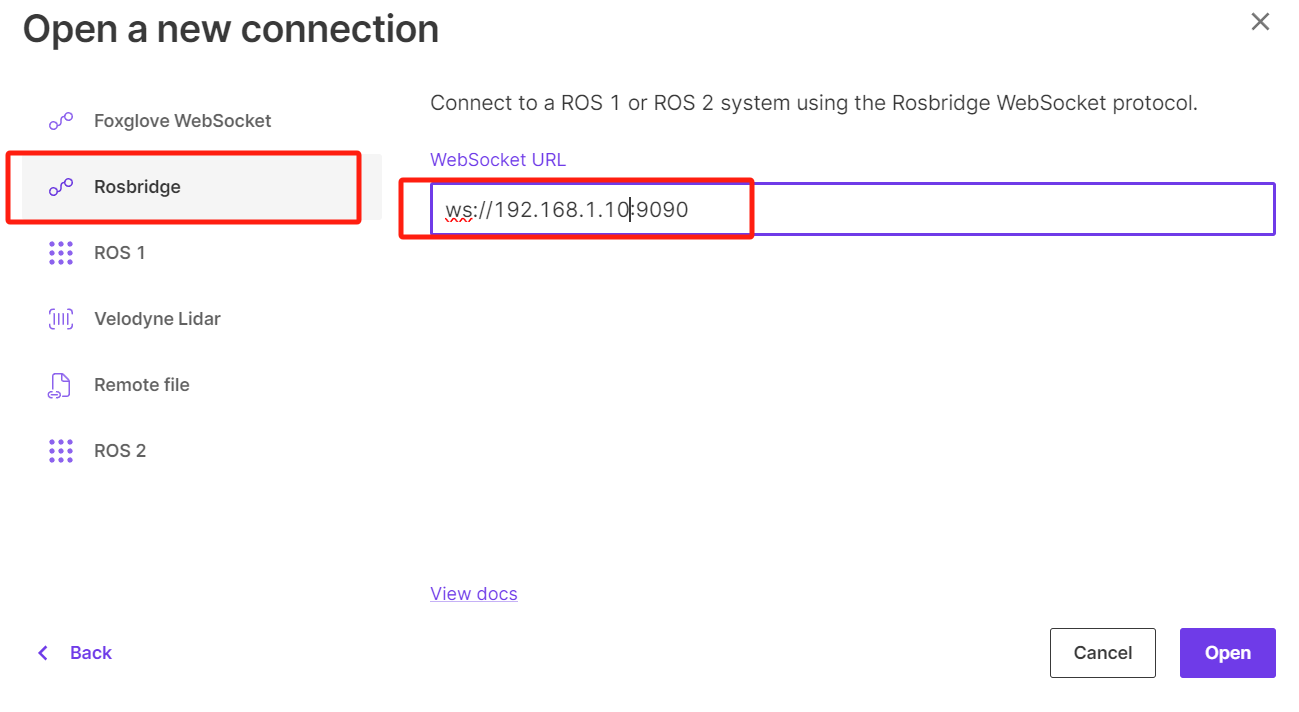 Open a new connection
Foxglove WebSocket
Rosbridge
ROS 1
Velodyne Lidar
Remote file
ROS 2
Connect to a ROS 1 or ROS 2 system using the Rosbridge WebSocket protocol.
WebSocket URL
ws://192.168.1.10:9090
View docs
Back
Cancel
Open